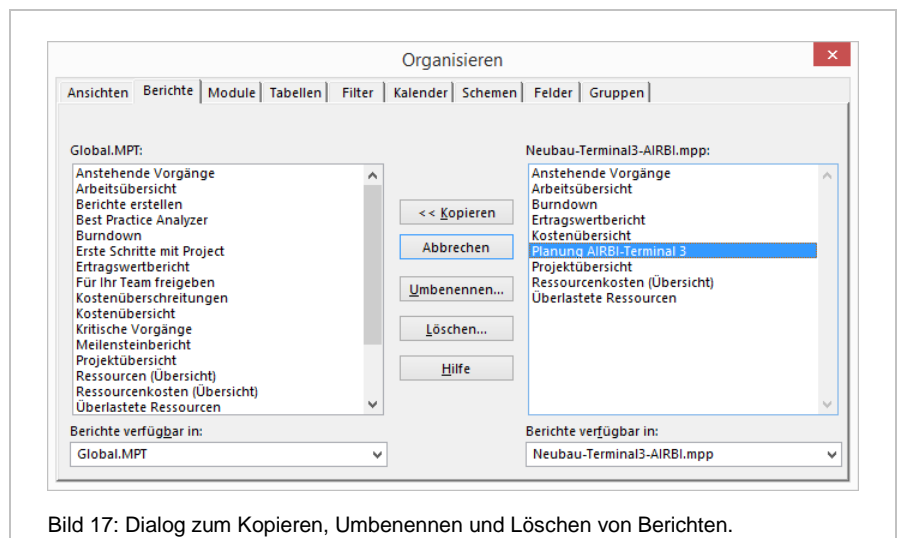 Organisieren
Ansichten Berichte Module Tabellen Filter Kalender Schemen Felder Gruppen
Global.MPT:
Anstehende Vorgänge
Arbeitsübersicht
Berichte erstellen
Best Practice Analyzer
Burndown
Erste Schritte mit Project
Ertragswertbericht
Für Ihr Team freigeben
Kostenüberschreitungen
Kostenübersicht
Kritische Vorgänge
Meilensteinbericht
Projektübersicht
Ressourcen (Übersicht)
Ressourcenkosten (Übersicht)
Überlastete Ressourcen
Berichte verfügbar in:
Global.MPT
<< Kopieren
Abbrechen
Umbenennen...
Löschen...
Hilfe
Neubau-Terminal3-AIRBI.mpp:
Anstehende Vorgänge
Arbeitsübersicht
Burndown
Ertragswertbericht
Kostenübersicht
Planung AIRBI-Terminal 3
Projektübersicht
Ressourcenkosten (Übersicht)
Überlastete Ressourcen
Berichte verfügbar in:
Neubau-Terminal3-AIRBI.mpp
Bild 17: Dialog zum Kopieren, Umbenennen und Löschen von Berichten.